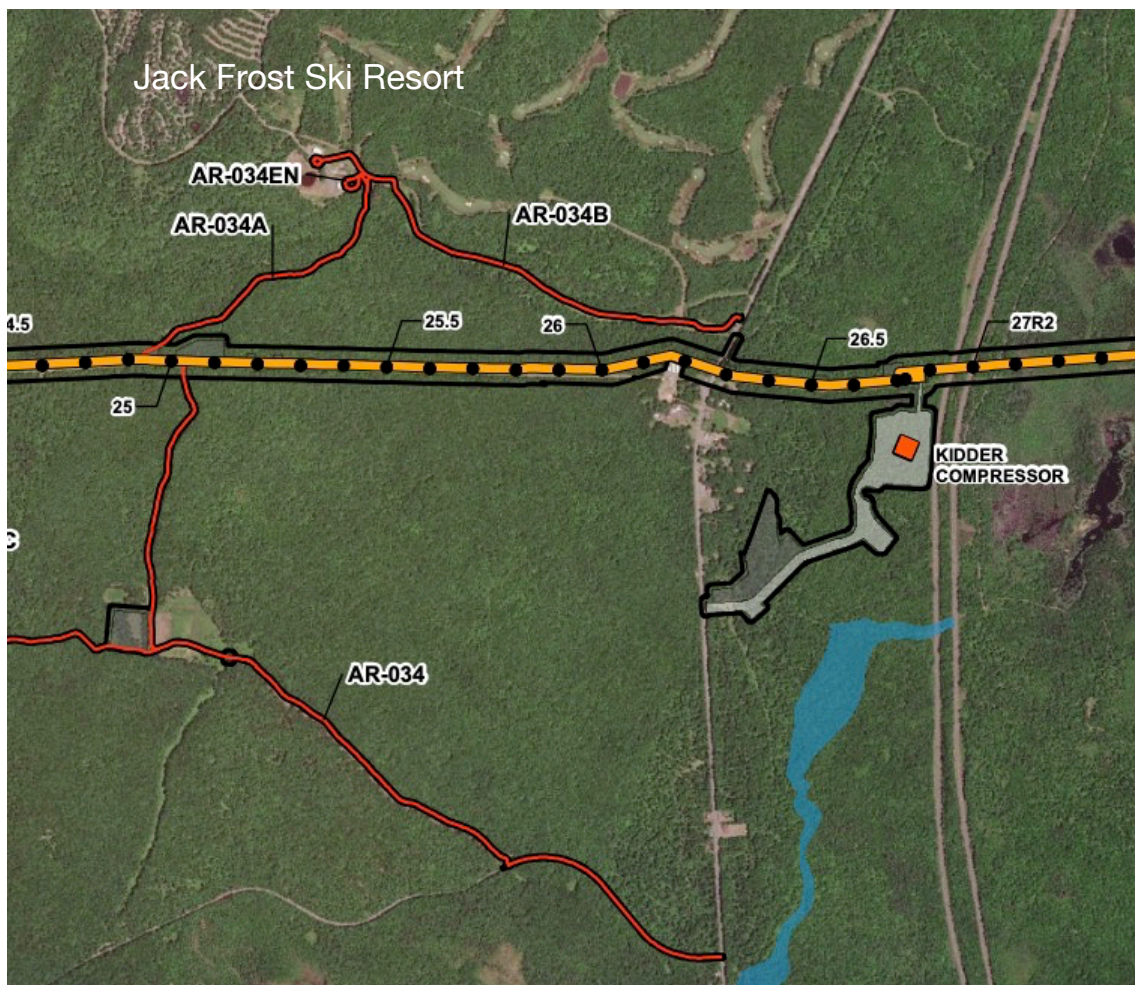 Jack Frost Ski Resort
AR-034EN
AR-034A
AR-034B
4.5
25.5
26
26.5
27R2
25
KIDDER
COMPRESSOR
C
AR-034